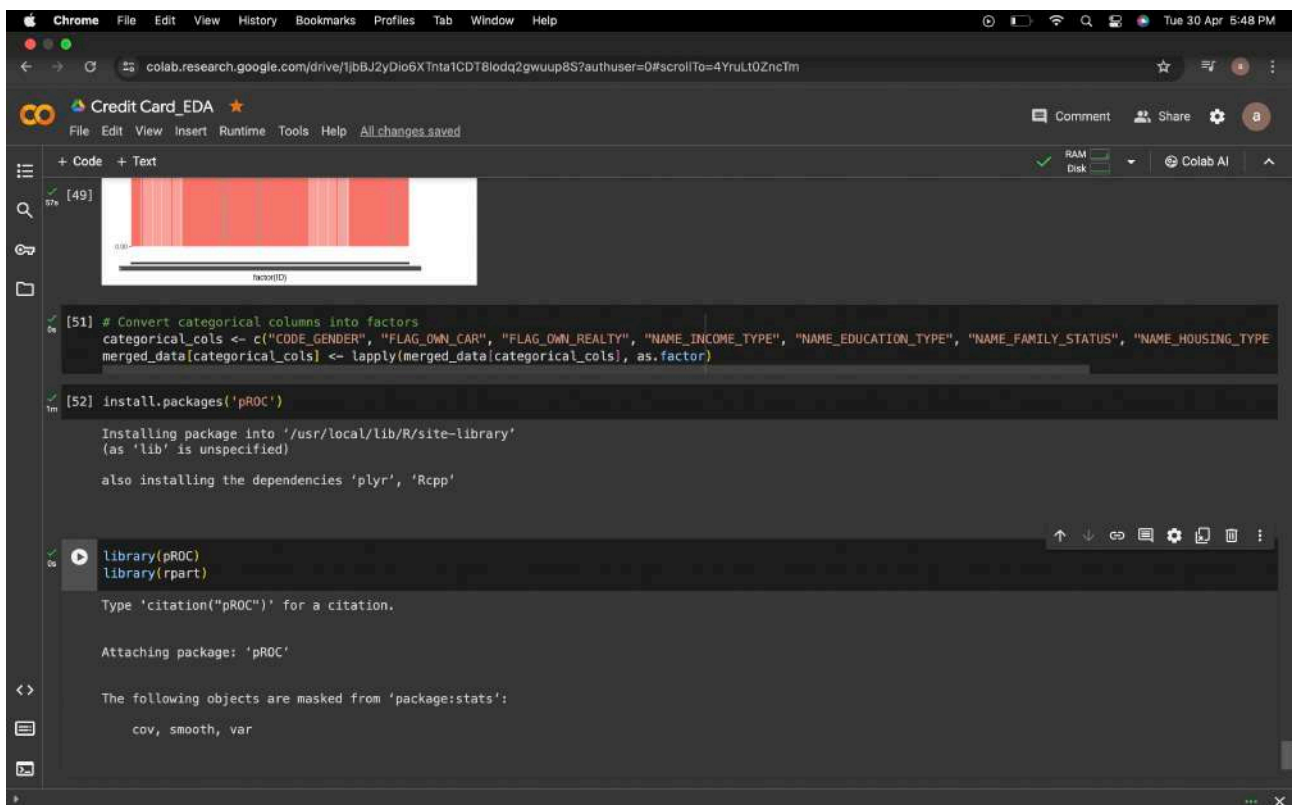 Chrome File Edit View History Bookmarks Profiles Tab Window Help Tue 30 Apr 5:48 PM
colab.research.google.com/drive/1jbBJ2yDio6XTnta1CDT8lodq2gwuup8S?authuser=0#scrollTo=4YruLt0ZncTm
CO Credit Card_EDA Comment Share a
File Edit View Insert Runtime Tools Help All changes saved
+ Code + Text RAM Disk Colab AI
57s [49]
0.00
factor(ID)
0s [51] # Convert categorical columns into factors
categorical_cols <- c("CODE_GENDER", "FLAG_OWN_CAR", "FLAG_OWN_REALTY", "NAME_INCOME_TYPE", "NAME_EDUCATION_TYPE", "NAME_FAMILY_STATUS", "NAME_HOUSING_TYPE
merged_data[categorical_cols] <- lapply(merged_data[categorical_cols], as.factor)
1m [52] install.packages('pROC')
Installing package into ‘/usr/local/lib/R/site-library’
(as ‘lib’ is unspecified)
also installing the dependencies ‘plyr’, ‘Rcpp’
0s library(pROC)
library(rpart)
Type 'citation("pROC")' for a citation.
Attaching package: ‘pROC’
The following objects are masked from ‘package:stats’:
cov, smooth, var